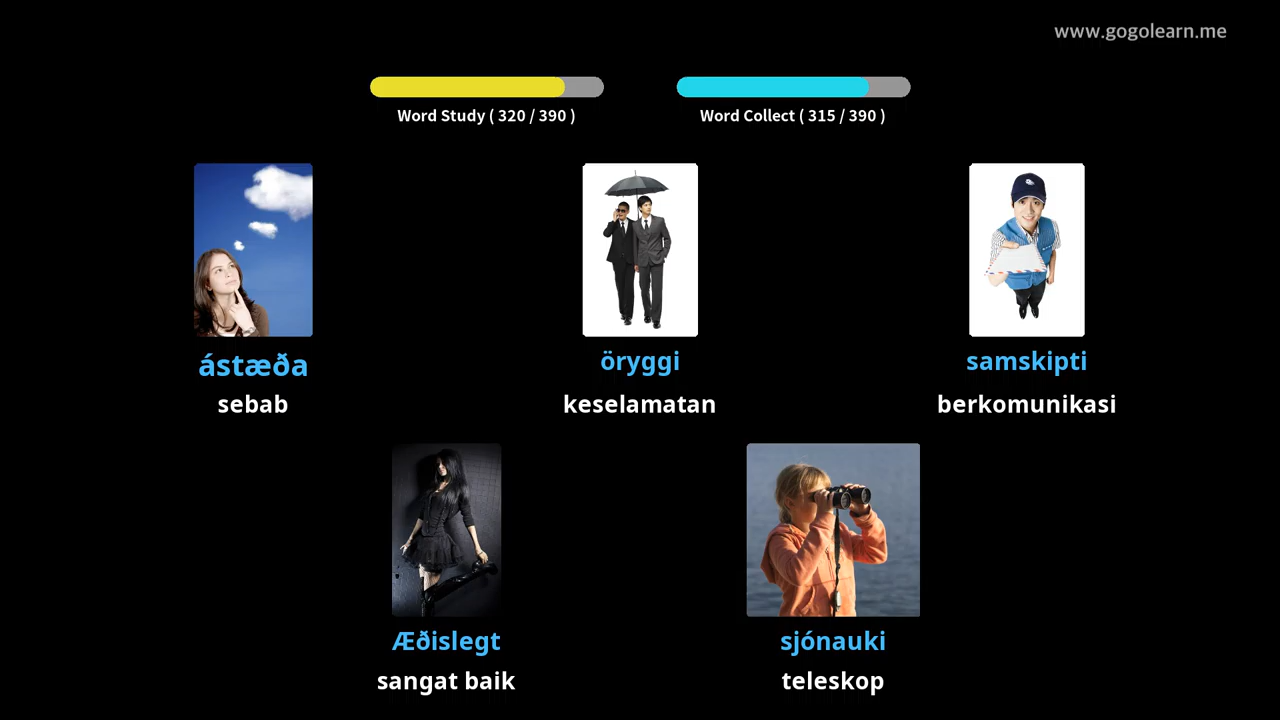 www.gogolearn.me
Word Study ( 320 / 390 )
Word Collect ( 315 / 390 )
ástæða
öryggi
samskipti
sebab
keselamatan
berkomunikasi
Æðislegt
sjónauki
sangat baik
teleskop